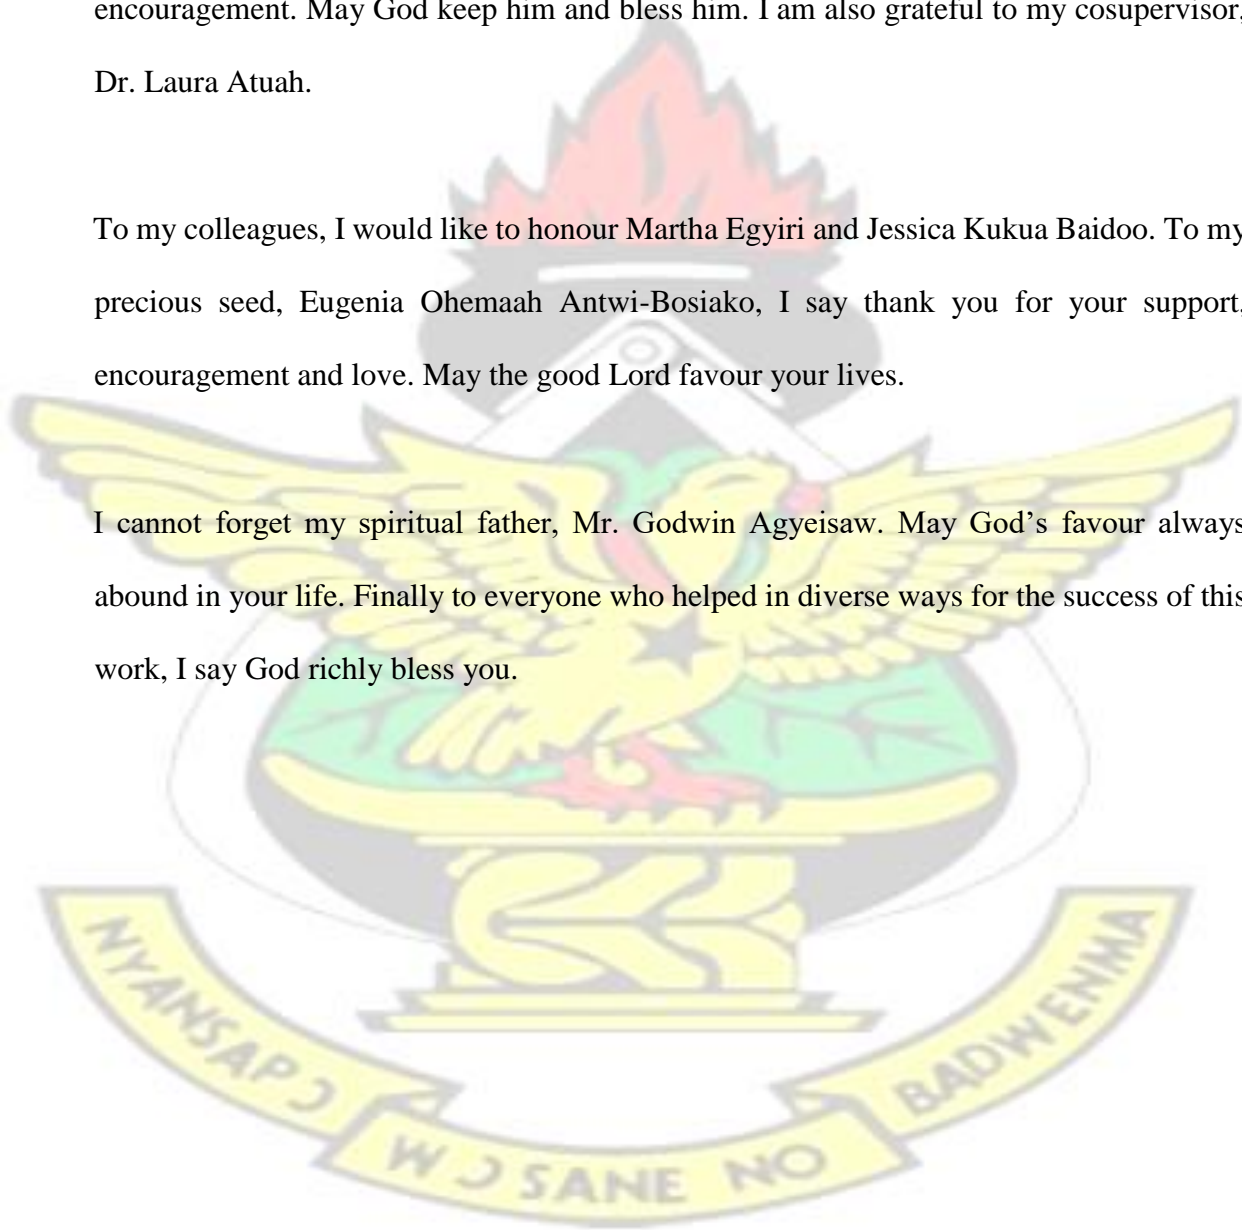 encouragement. May God keep him and bless him. I am also grateful to my cosupervisor,
Dr. Laura Atuah.
To my colleagues, I would like to honour Martha Egyiri and Jessica Kukua Baidoo. To my
precious seed, Eugenia Ohemaah Antwi-Bosiako, I say thank you for your support,
encouragement and love. May the good Lord favour your lives.
I cannot forget my spiritual father, Mr. Godwin Agyeisaw. May God’s favour always
abound in your life. Finally to everyone who helped in diverse ways for the success of this
work, I say God richly bless you.
NYANSAPƆ
WƆSANE NO
BADWENMA